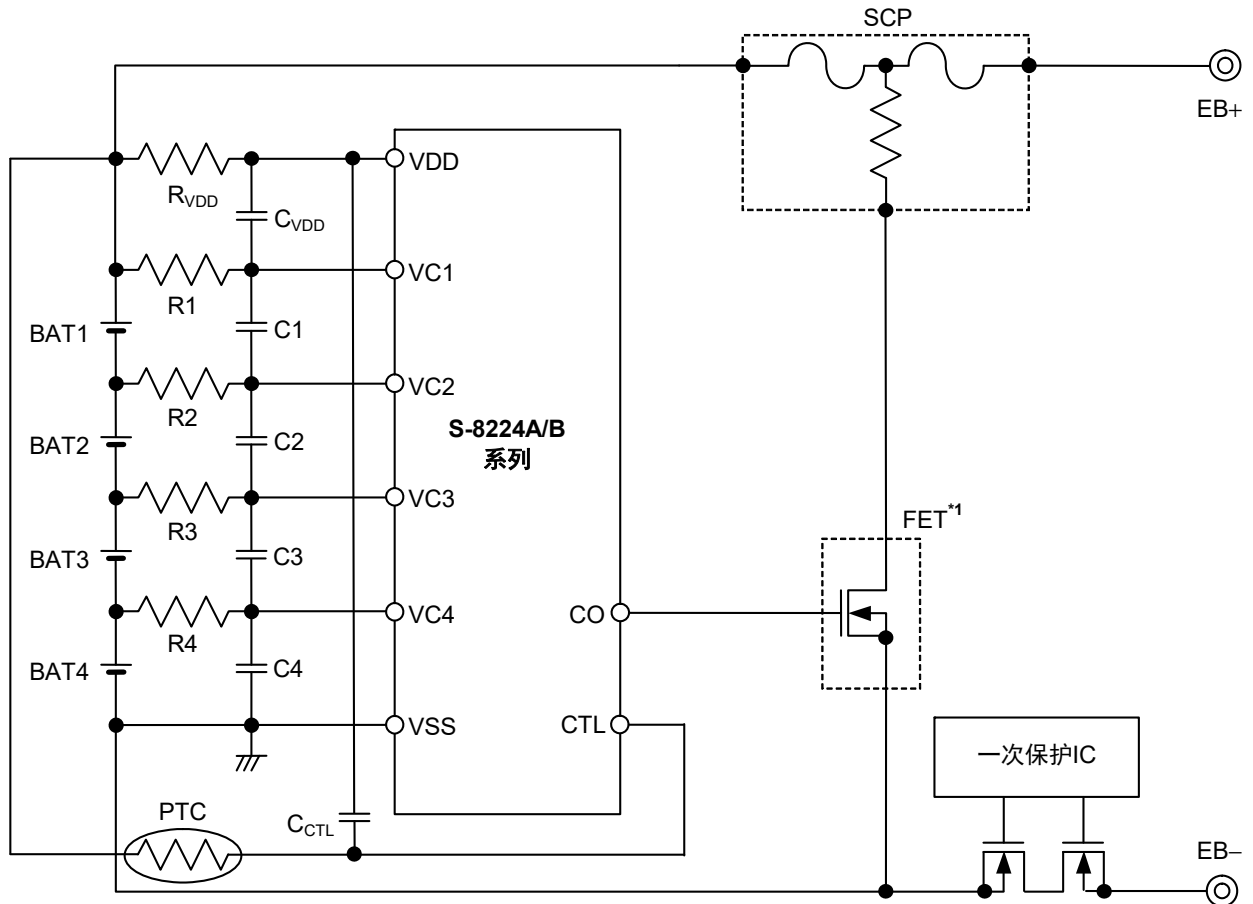 SCP
EB+
VDD
RVDD
CVDD
VC1
R1
BAT1
C1
VC2
R2
S-8224A/B
系列
BAT2
C2
VC3
R3
FET*1
BAT3
C3
VC4
CO
R4
BAT4
C4
VSS
CTL
一次保护IC
PTC
CCTL
EB−